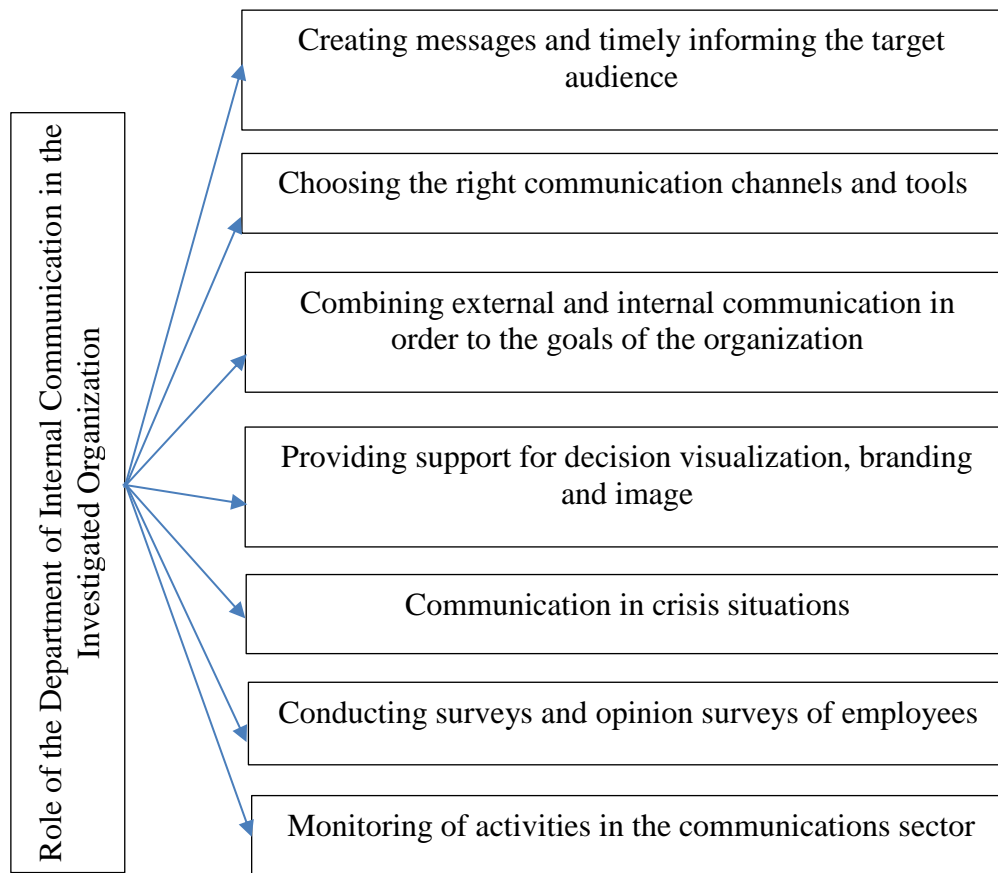 Role of the Department of Internal Communication in the
Investigated Organization
Creating messages and timely informing the target
audience
Choosing the right communication channels and tools
Combining external and internal communication in
order to the goals of the organization
Providing support for decision visualization, branding
and image
Communication in crisis situations
Conducting surveys and opinion surveys of employees
Monitoring of activities in the communications sector